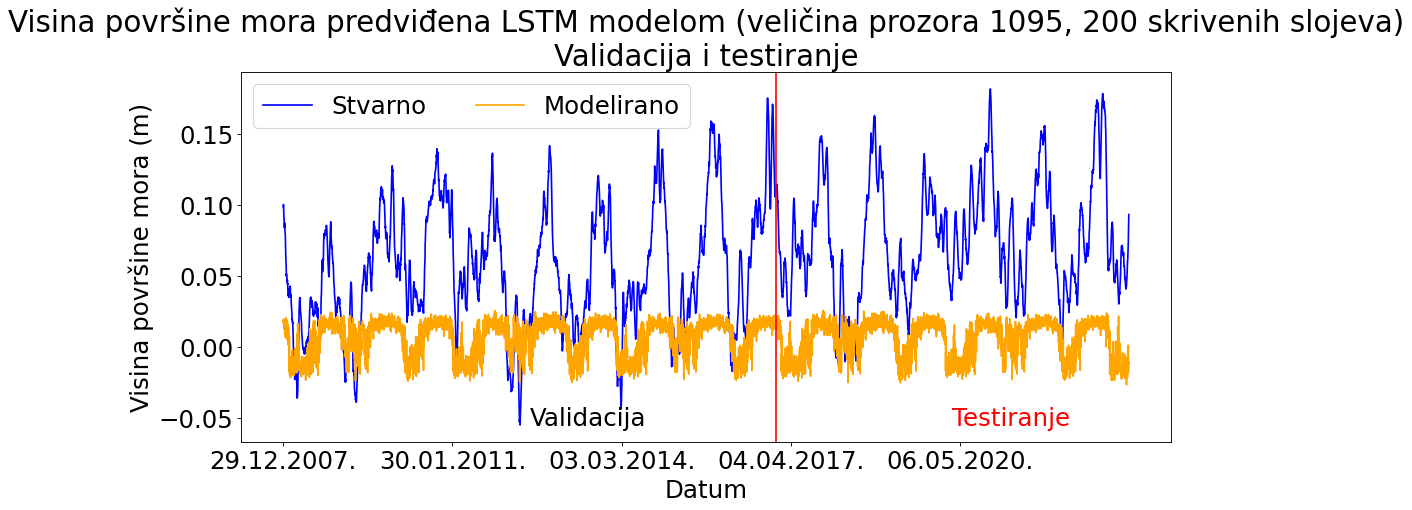 Visina površine mora predviđena LSTM modelom (veličina prozora 1095, 200 skrivenih slojeva)
Validacija i testiranje
Stvarno
Modelirano
Visina površine mora (m)
0.15
0.10
0.05
0.00
−0.05
Validacija
Testiranje
29.12.2007.
30.01.2011.
03.03.2014.
04.04.2017.
06.05.2020.
Datum